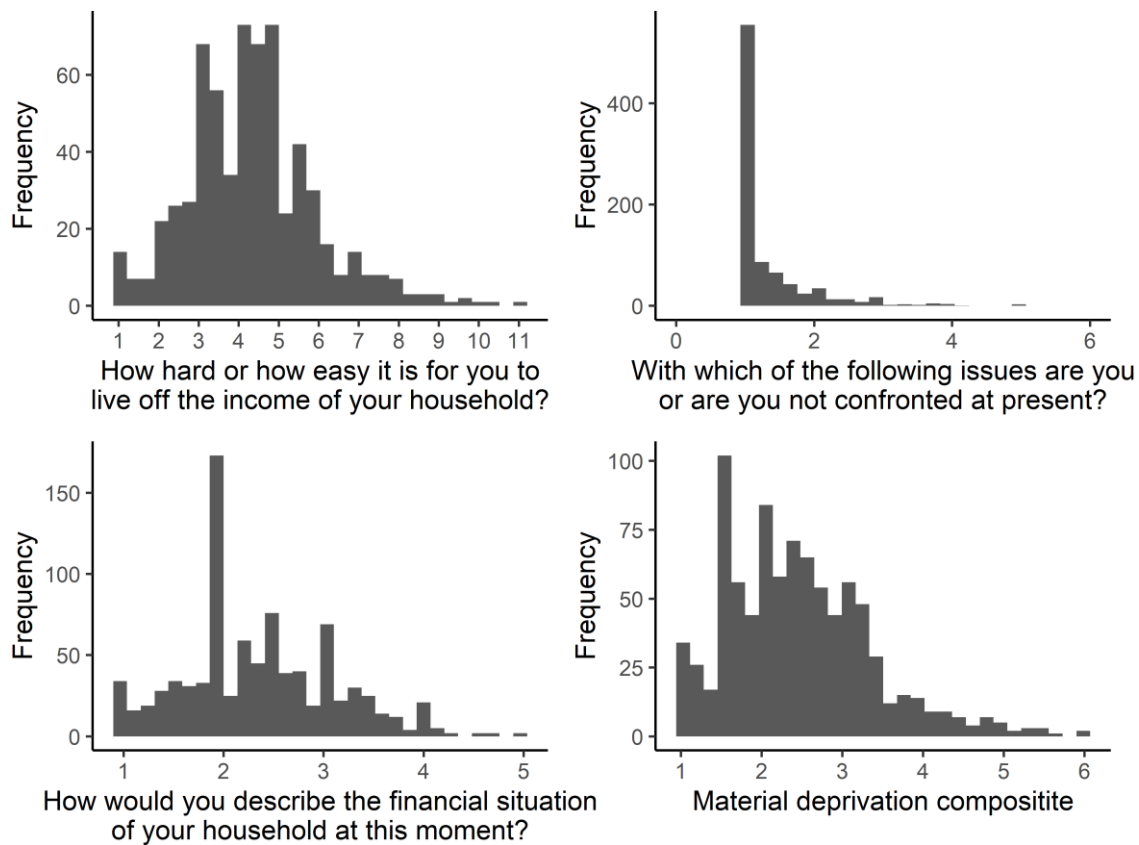 Frequency
60
40
20
0
1 2 3 4 5 6 7 8 9 10 11
How hard or how easy it is for you to
live off the income of your household?
Frequency
400
200
0
0 2 4 6
With which of the following issues are you
or are you not confronted at present?
Frequency
150
100
50
0
1 2 3 4 5
How would you describe the financial situation
of your household at this moment?
Frequency
100
75
50
25
0
1 2 3 4 5 6
Material deprivation compositite